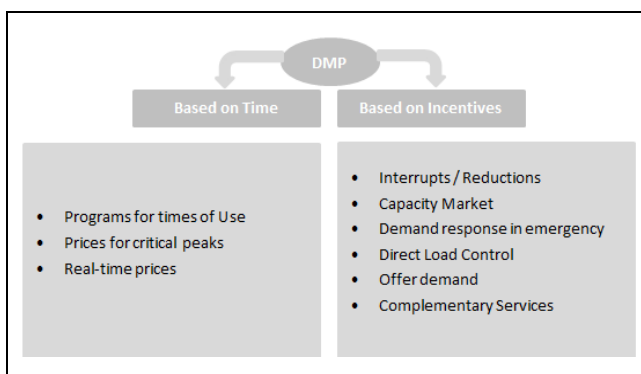 DMP
Based on Time
Based on Incentives
• Programs for times of Use
• Prices for critical peaks
• Real-time prices
• Interrupts / Reductions
• Capacity Market
• Demand response in emergency
• Direct Load Control
• Offer demand
• Complementary Services